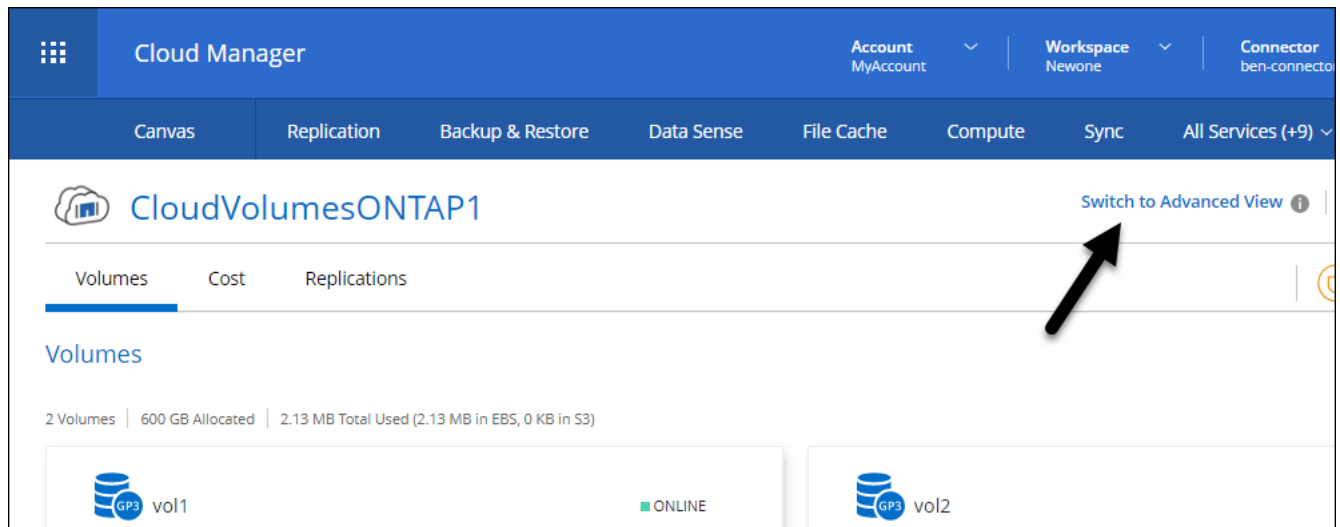 Cloud Manager
Account
MyAccount
Workspace
Newone
Connector
Canvas
Replication
Backup & Restore
Data Sense
File Cache
Compute
Sync
All Services (+9)
CloudVolumesONTAP1
Switch to Advanced View
Volumes
Cost
Replications
Volumes
2 Volumes | 600 GB Allocated | 2.13 MB Total Used (2.13 MB in EBS, 0 KB in S3)
GP3 vol1
ONLINE
GP3 vol2